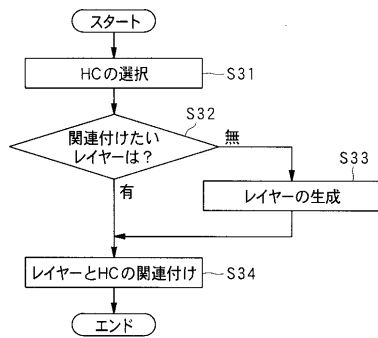 スタート
HCの選択
S31
S32
関連付けたい
レイヤーは？
無
S33
有
レイヤーの生成
レイヤーとHCの関連付け
S34
エンド